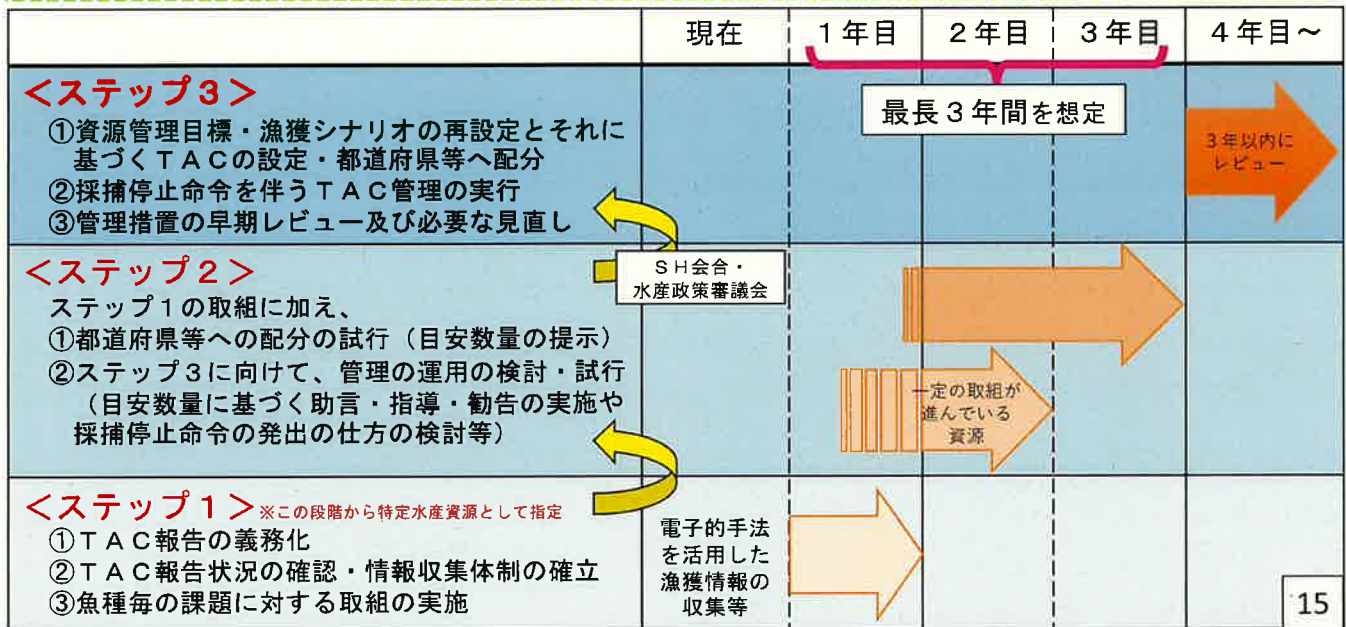 現在
1年目
2年目
3年目
4年目~
最長3年間を想定
<ステップ3>
①資源管理目標・漁獲シナリオの再設定とそれに
基づくTACの設定・都道府県等へ配分
②採捕停止命令を伴うTAC管理の実行
③管理措置の早期レビュー及び必要な見直し
3年以内に
レビュー
SH会合・
水産政策審議会
<ステップ2>
ステップ1の取組に加え、
①都道府県等への配分の試行(目安数量の提示)
②ステップ3に向けて、管理の運用の検討・試行
(目安数量に基づく助言・指導・勧告の実施や
採捕停止命令の発出の仕方の検討等)
一定の取組が
進んでいる
資源
<ステップ1>※この段階から特定水産資源として指定
①TAC報告の義務化
②TAC報告状況の確認・情報収集体制の確立
③魚種毎の課題に対する取組の実施
電子的手法
を活用した
漁獲情報の
収集等
15